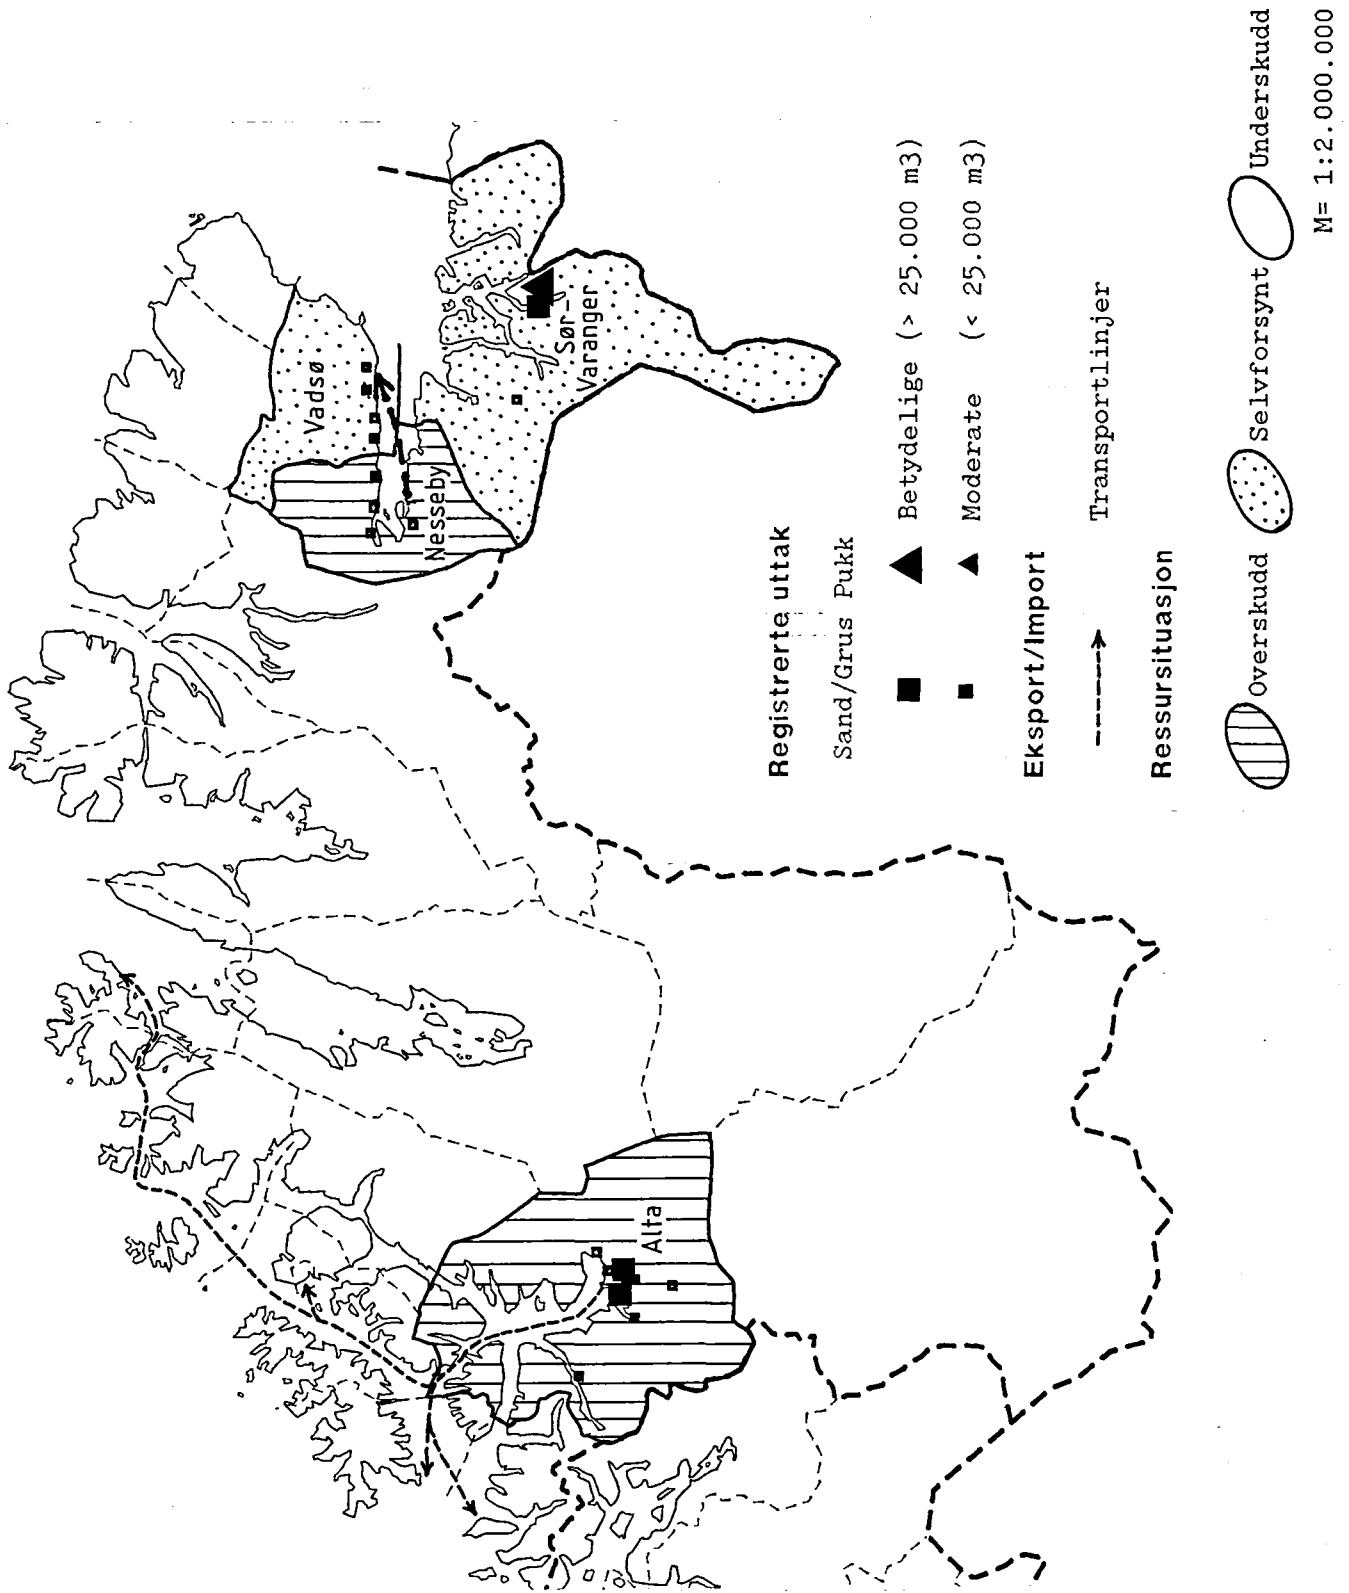 Vadsø
Nesseby
Sør-
Varanger
Alta
Registrerte uttak
Sand/Grus Pukk
Betydelige (> 25.000 m3)
Moderate (< 25.000 m3)
Eksport/Import
Transportlinjer
Ressursituasjon
Overskudd Selvforsynt Underskudd
M= 1:2.000.000